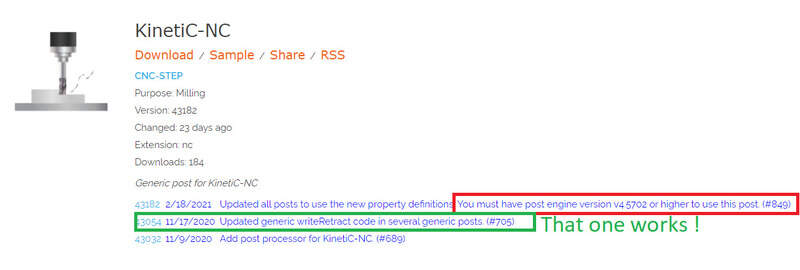 KinetiC-NC
Download / Sample / Share / RSS
CNC-STEP
Purpose: Milling
Version: 43182
Changed: 23 days ago
Extension: nc
Downloads: 184
Generic post for KinetiC-NC
43182 2/18/2021 Updated all posts to use the new property definitions. You must have post engine version v4.5702 or higher to use this post. (#849)
43054 11/17/2020 Updated generic writeRetract code in several generic posts. (#705) That one works !
43032 11/9/2020 Add post processor for KinetiC-NC. (#689)